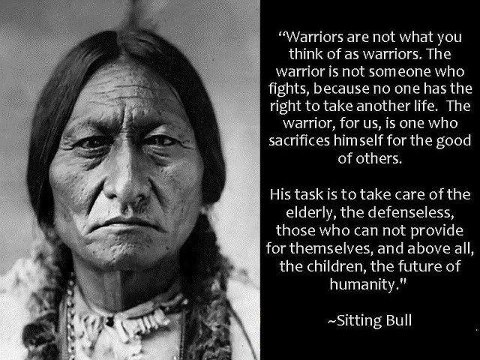 “Warriors are not what you
think of as warriors. The
warrior is not someone who
fights, because no one has the
right to take another life.  The
warrior, for us, is one who
sacrifices himself for the good
of others.
His task is to take care of the
elderly, the defenseless,
those who can not provide
for themselves, and above all,
the children, the future of
humanity."
~Sitting Bull